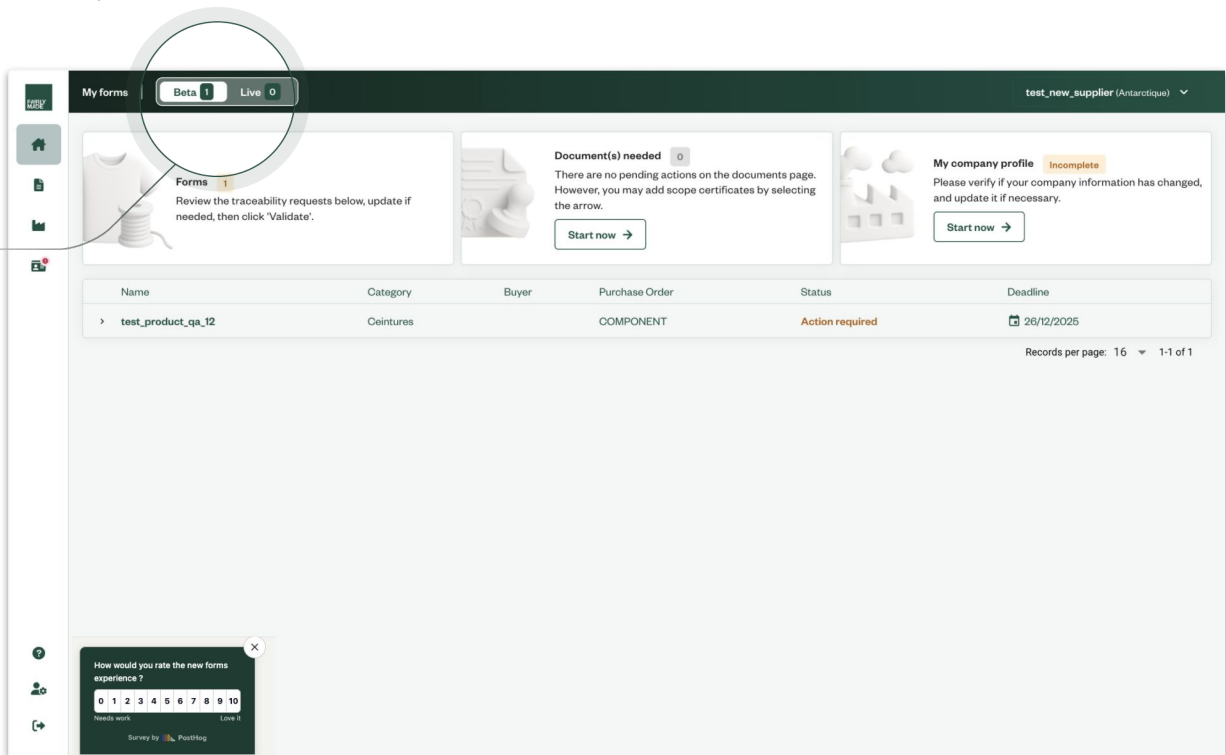 FAIRLY
MADE
My forms
Beta 1
Live 0
test_new_supplier (Antarctique)
Forms 1
Review the traceability requests below, update if
needed, then click 'Validate'.
Document(s) needed 0
There are no pending actions on the documents page.
However, you may add scope certificates by selecting
the arrow.
Start now →
My company profile Incomplete
Please verify if your company information has changed,
and update it if necessary.
Start now →
Name Category Buyer Purchase Order Status Deadline
test_product_qa_12 Ceintures COMPONENT Action required 26/12/2025
Records per page: 16 1-1 of 1
How would you rate the new forms
experience ?
0 1 2 3 4 5 6 7 8 9 10
Needs work Love it
Survey by PostHog